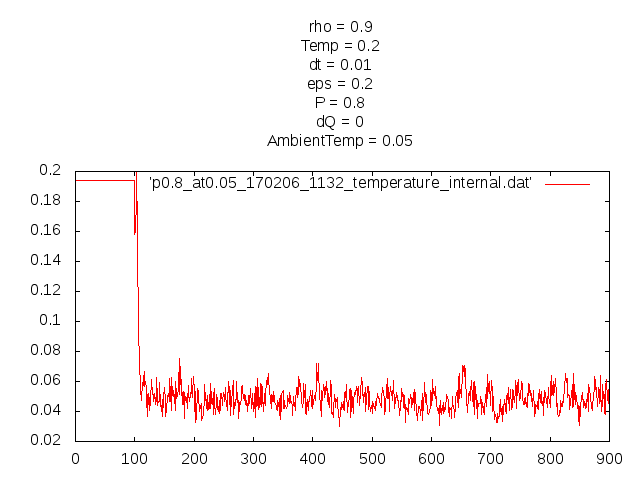 rho = 0.9
Temp = 0.2
dt = 0.01
eps = 0.2
P = 0.8
dQ = 0
AmbientTemp = 0.05
'p0.8_at0.05_170206_1132_temperature_internal.dat'
0.2
0.18
0.16
0.14
0.12
0.1
0.08
0.06
0.04
0.02
0 100 200 300 400 500 600 700 800 900